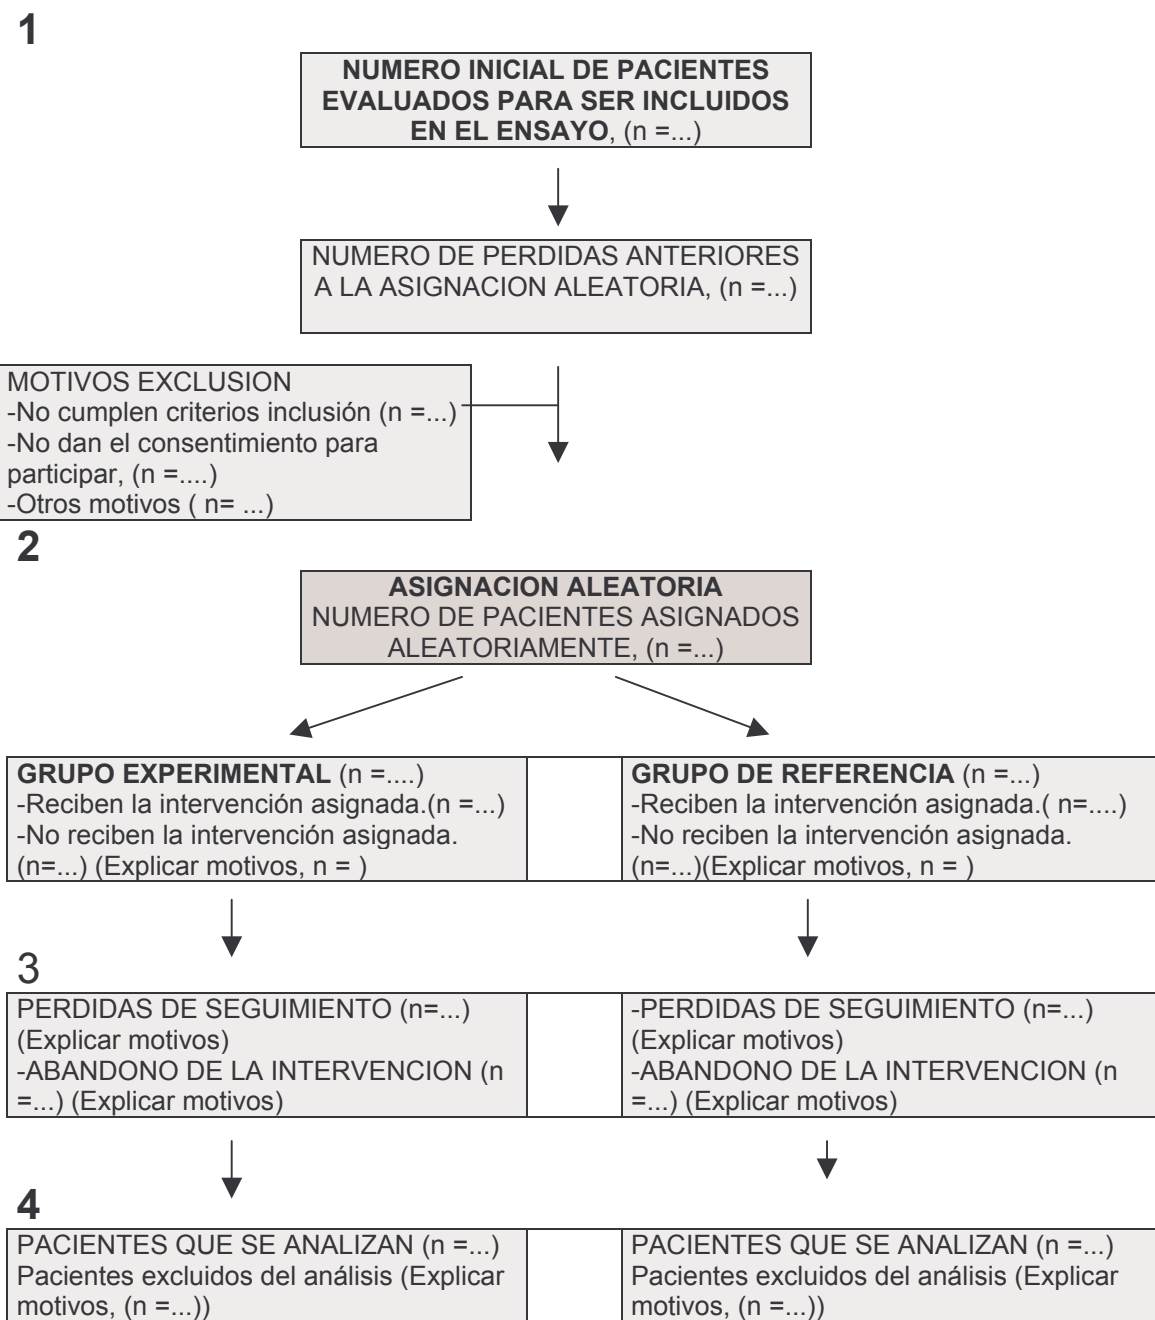 1
NUMERO INICIAL DE PACIENTES
EVALUADOS PARA SER INCLUIDOS
EN EL ENSAYO, (n =...)
NUMERO DE PERDIDAS ANTERIORES
A LA ASIGNACION ALEATORIA, (n =...)
MOTIVOS EXCLUSION
-No cumplen criterios inclusión (n =...)
-No dan el consentimiento para
participar, (n =....)
-Otros motivos ( n= ...)
2
ASIGNACION ALEATORIA
NUMERO DE PACIENTES ASIGNADOS
ALEATORIAMENTE, (n =...)
GRUPO EXPERIMENTAL (n =....)
-Reciben la intervención asignada.(n =...)
-No reciben la intervención asignada.
(n=...) (Explicar motivos, n = )
GRUPO DE REFERENCIA (n =...)
-Reciben la intervención asignada.( n=....)
-No reciben la intervención asignada.
(n=...)(Explicar motivos, n = )
3
PERDIDAS DE SEGUIMIENTO (n=...)
(Explicar motivos)
-ABANDONO DE LA INTERVENCION (n
=...) (Explicar motivos)
-PERDIDAS DE SEGUIMIENTO (n=...)
(Explicar motivos)
-ABANDONO DE LA INTERVENCION (n
=...) (Explicar motivos)
4
PACIENTES QUE SE ANALIZAN (n =...)
Pacientes excluidos del análisis (Explicar
motivos, (n =...))
PACIENTES QUE SE ANALIZAN (n =...)
Pacientes excluidos del análisis (Explicar
motivos, (n =...))